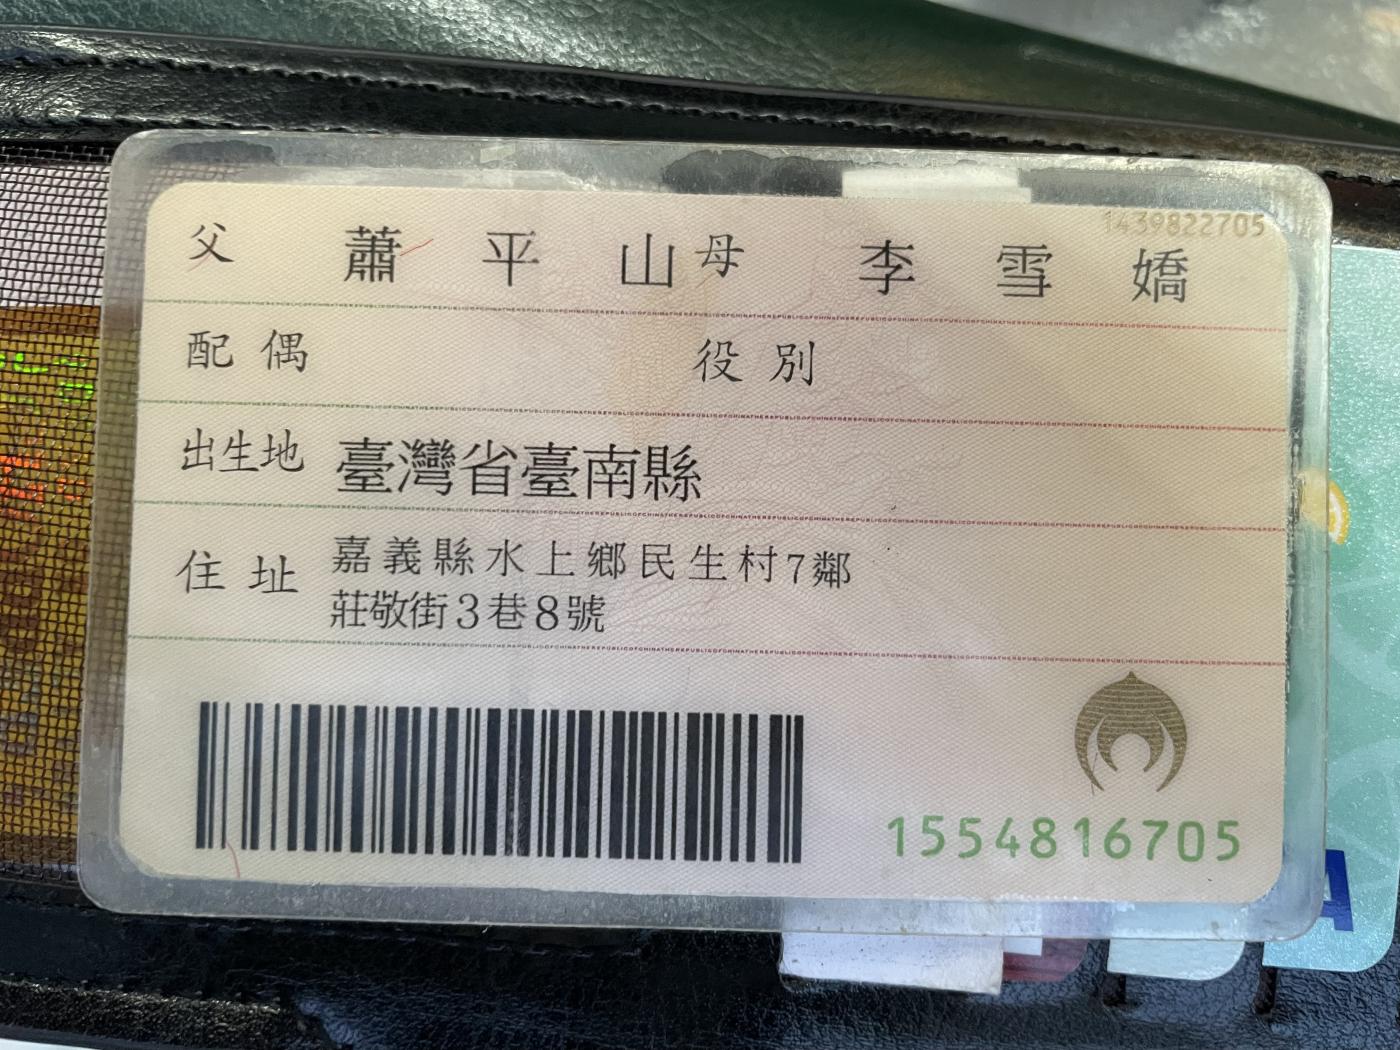 1439822705
父 蕭平山 母 李雪嬌
配偶 役別
出生地 臺灣省臺南縣
住址 嘉義縣水上鄉民生村7鄰
莊敬街3巷8號
1554816705
A